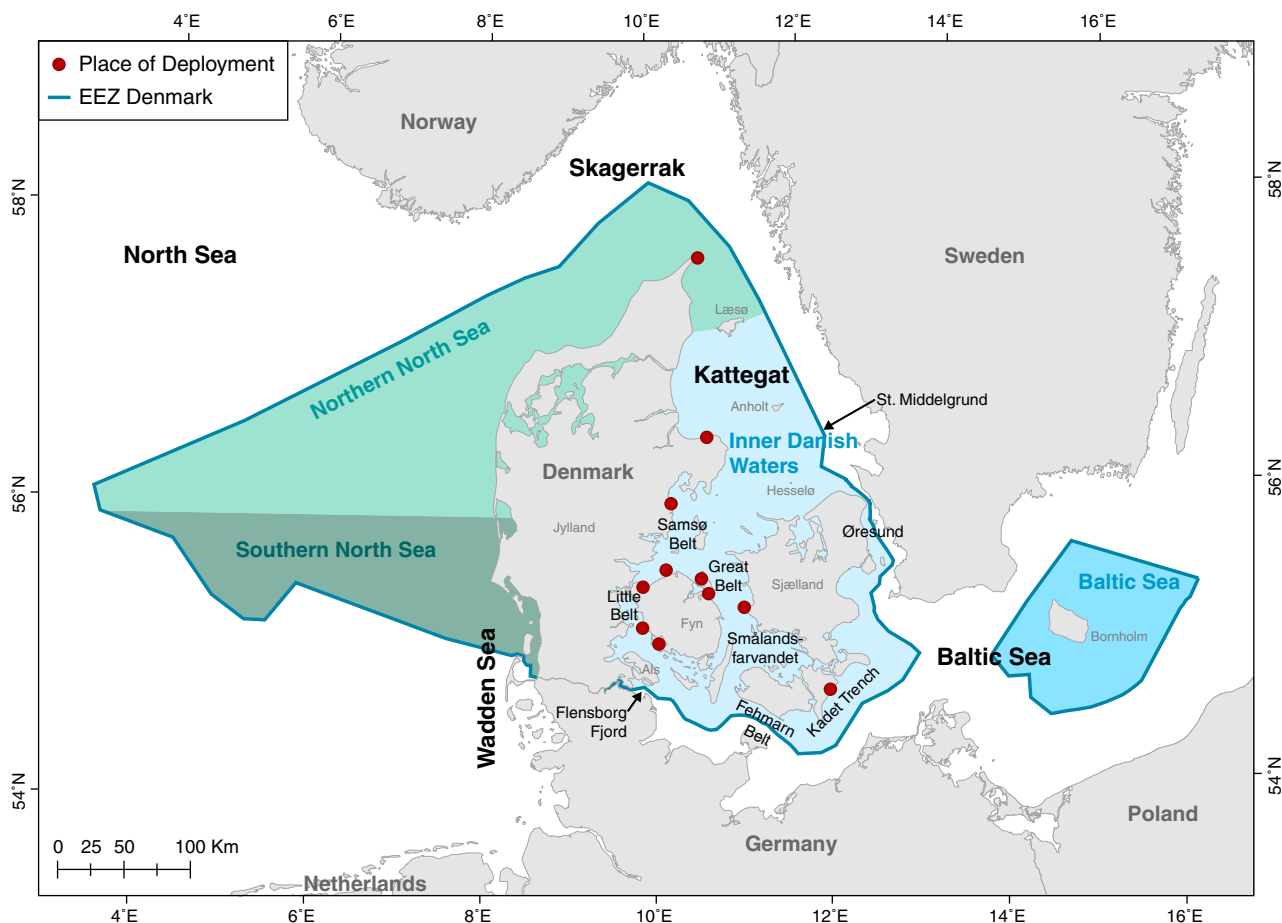 4°E 6°E 8°E 10°E 12°E 14°E 16°E
Place of Deployment
EEZ Denmark
Norway
Skagerrak
58°N
58°N
North Sea
Sweden
Læsø
Northern North Sea
Kattegat
Anholt
St. Middelgrund
Inner Danish
Waters
Denmark
56°N
56°N
Hesselø
Jylland
Samsø
Belt
Øresund
Southern North Sea
Great
Belt
Sjælland
Baltic Sea
Little
Belt
Fyn
Bornholm
Smålands-
farvandet
Wadden Sea
Als
Baltic Sea
Kadet Trench
Flensborg
Fjord
Fehmarn
Belt
54°N
54°N
Poland
Germany
0 25 50 100 Km
Netherlands
4°E 6°E 8°E 10°E 12°E 14°E 16°E